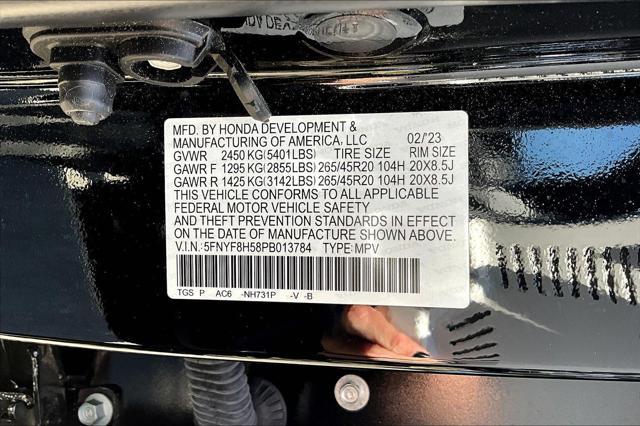 MFD. BY HONDA DEVELOPMENT &
MANUFACTURING OF AMERICA, LLC 02/'23
GVWR 2450 KG(5401LBS) TIRE SIZE RIM SIZE
GAWR F 1295 KG(2855LBS) 265/45R20 104H 20X8.5J
GAWR R 1425 KG(3142LBS) 265/45R20 104H 20X8.5J
THIS VEHICLE CONFORMS TO ALL APPLICABLE
FEDERAL MOTOR VEHICLE SAFETY
AND THEFT PREVENTION STANDARDS IN EFFECT
ON THE DATE OF MANUFACTURE SHOWN ABOVE.
V.I.N.: 5FNYF8H58PB013784 TYPE: MPV
TGS P AC6 -NH731P -V -B